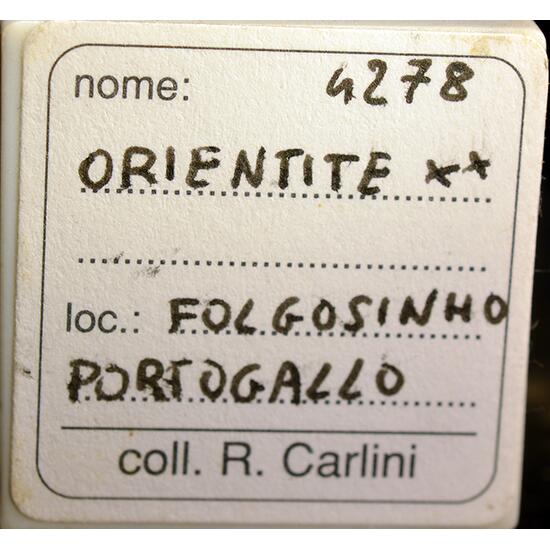 nome: 4278
ORIENTITE xx
loc.: FOLGOSINHO
PORTOGALLO
coll. R. Carlini